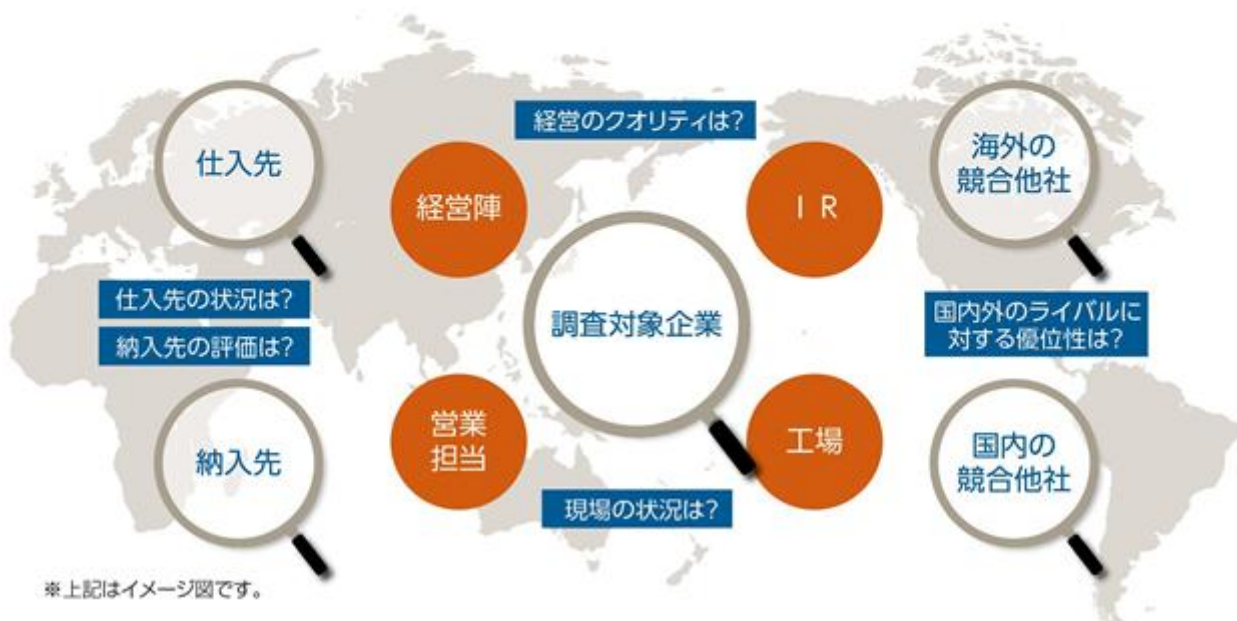 経営のクオリティは?
仕入先
経営陣
I R
海外の
競合他社
調査対象企業
仕入先の状況は?
納入先の評価は?
国内外のライバルに
対する優位性は?
納入先
営業
担当
工場
国内の
競合他社
現場の状況は?
※上記はイメージ図です。